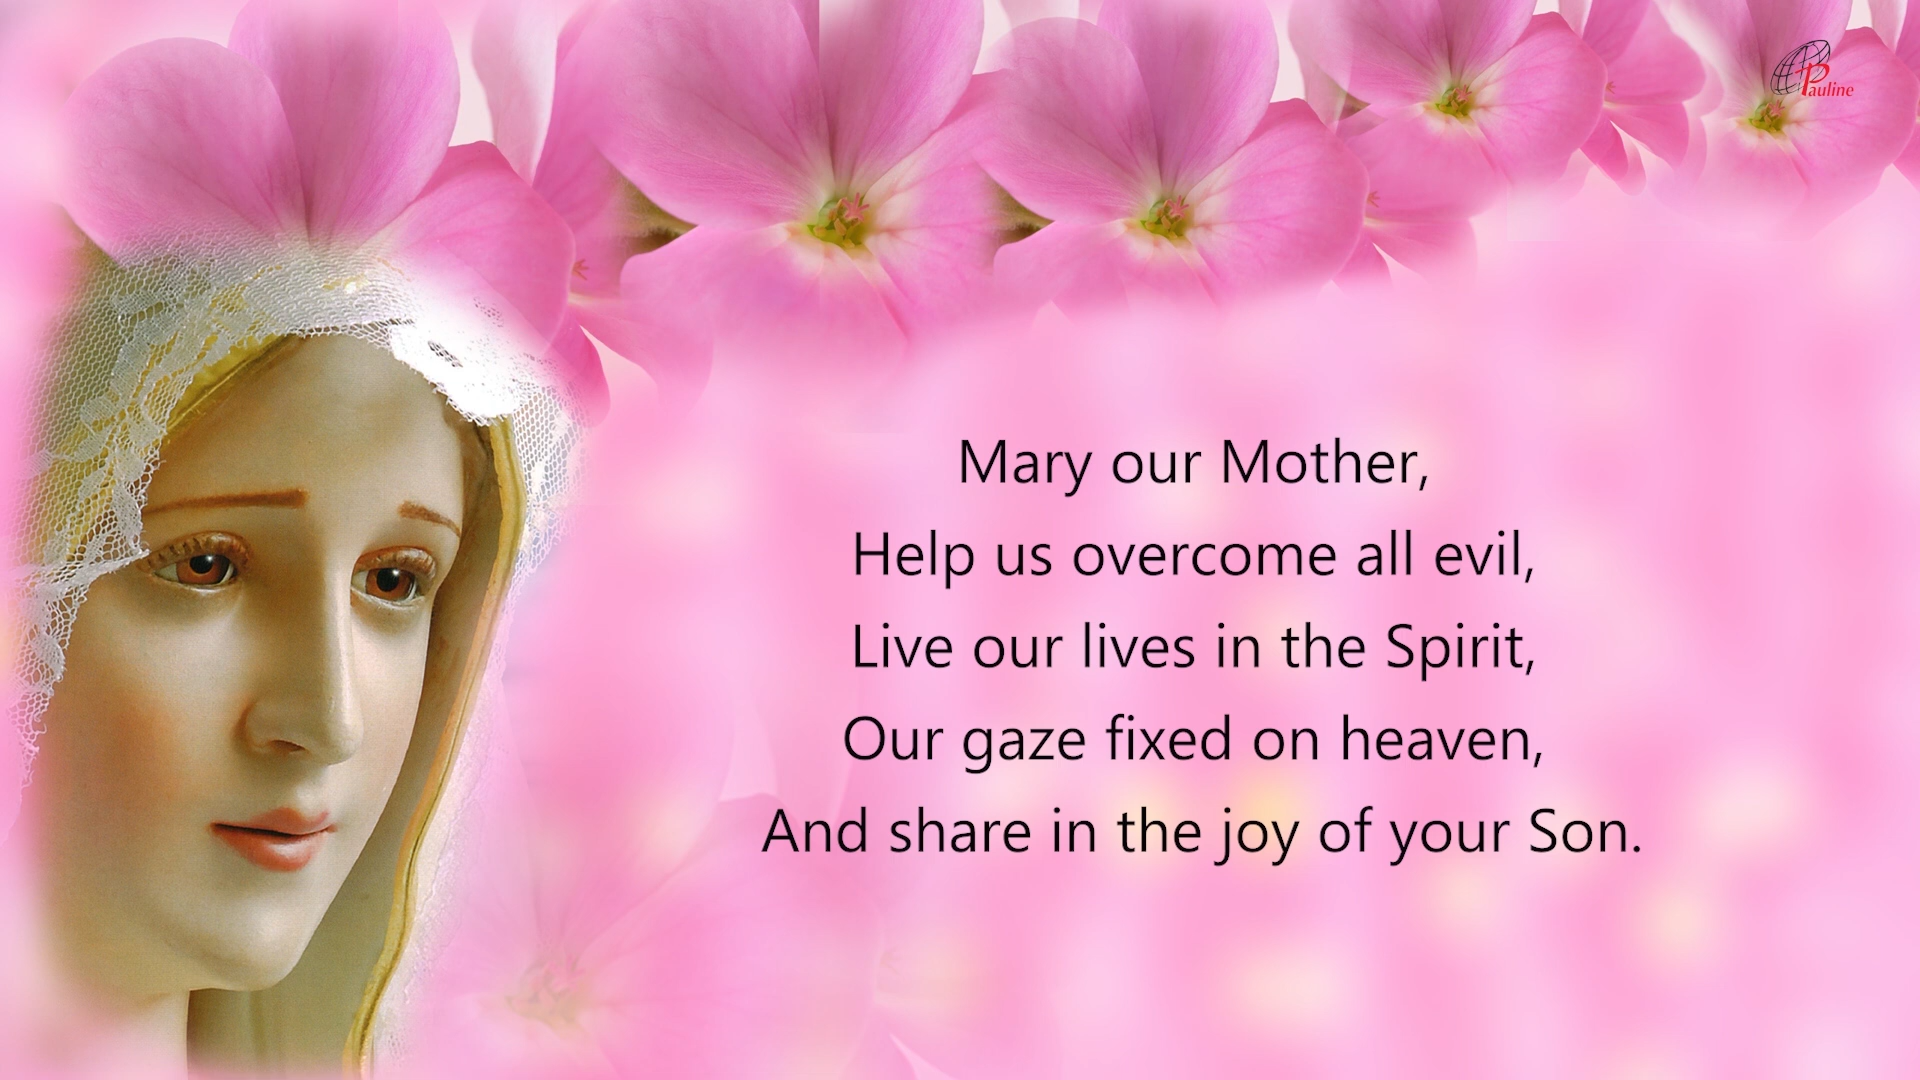 Pauline
Mary our Mother,
Help us overcome all evil,
Live our lives in the Spirit,
Our gaze fixed on heaven,
And share in the joy of your Son.